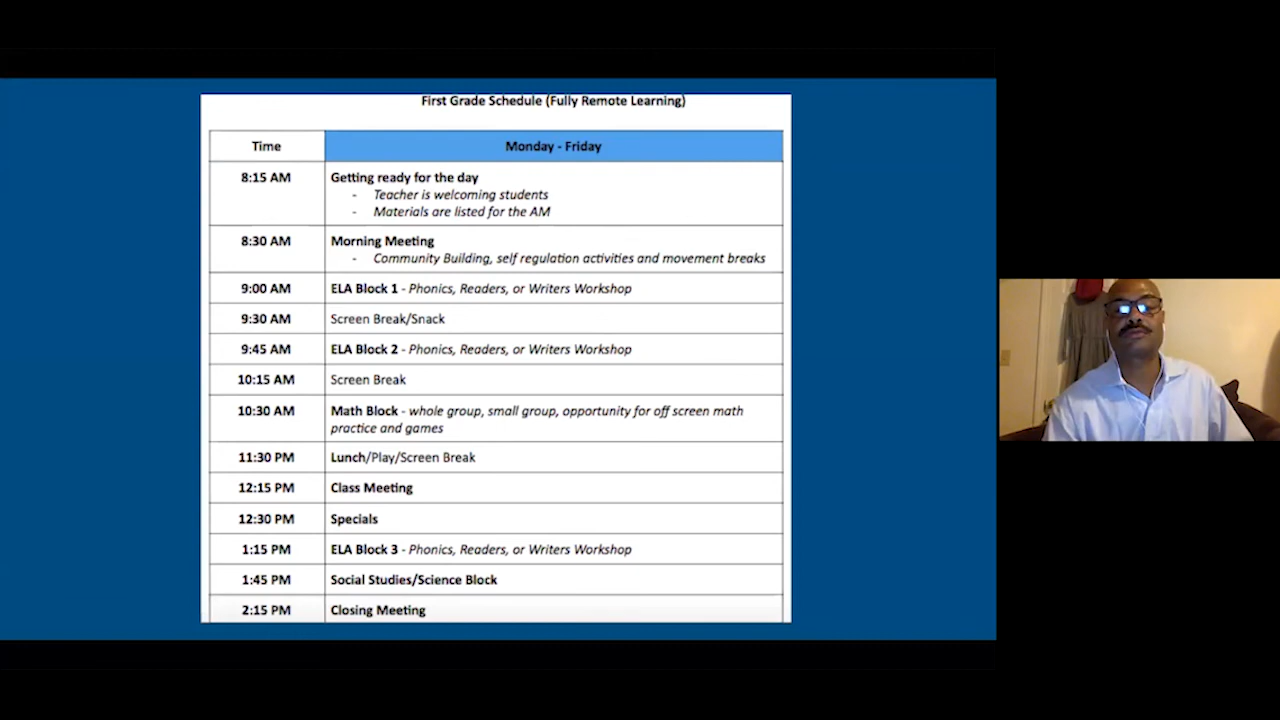 First Grade Schedule (Fully Remote Learning)
Time Monday - Friday
8:15 AM Getting ready for the day
- Teacher is welcoming students
- Materials are listed for the AM
8:30 AM Morning Meeting
- Community Building, self regulation activities and movement breaks
9:00 AM ELA Block 1 - Phonics, Readers, or Writers Workshop
9:30 AM Screen Break/Snack
9:45 AM ELA Block 2 - Phonics, Readers, or Writers Workshop
10:15 AM Screen Break
10:30 AM Math Block - whole group, small group, opportunity for off screen math
practice and games
11:30 PM Lunch/Play/Screen Break
12:15 PM Class Meeting
12:30 PM Specials
1:15 PM ELA Block 3 - Phonics, Readers, or Writers Workshop
1:45 PM Social Studies/Science Block
2:15 PM Closing Meeting